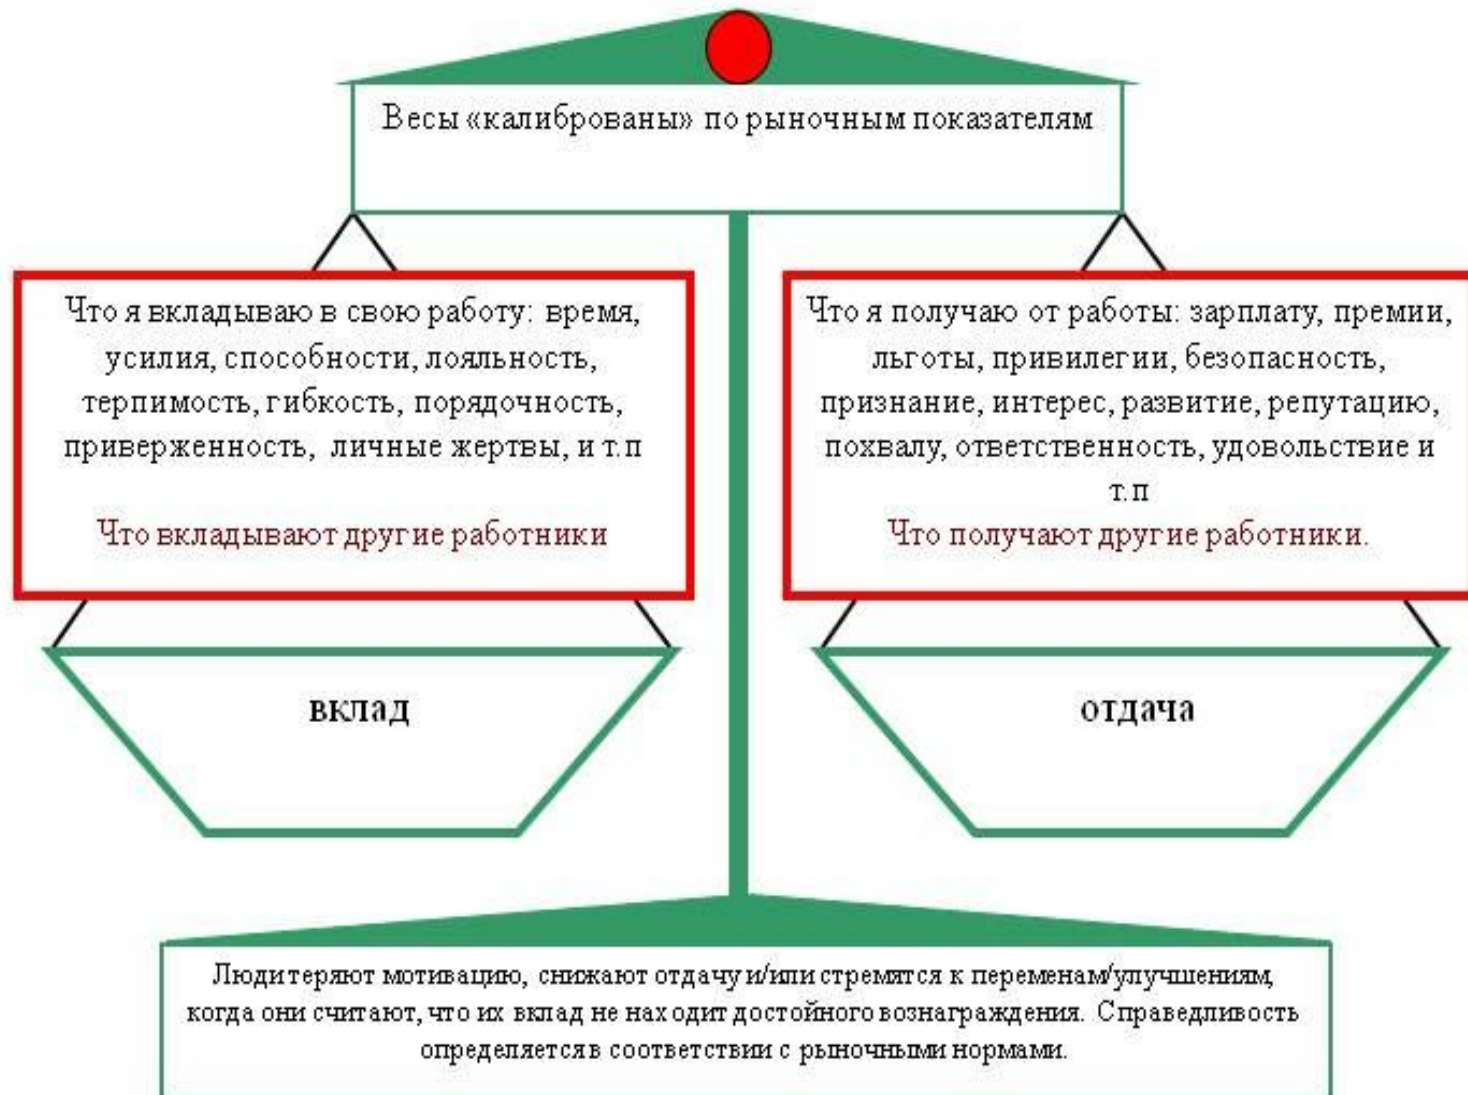 Весы «калиброваны» по рыночным показателям
Что я вкладываю в свою работу: время,
усилия, способности, лояльность,
терпимость, гибкость, порядочность,
приверженность, личные жертвы, и т.п
Что вкладывают другие работники
Что я получаю от работы: зарплату, премии,
льготы, привилегии, безопасность,
признание, интерес, развитие, репутацию,
похвалу, ответственность, удовольствие и
т.п
Что получают другие работники.
вклад
отдача
Люди теряют мотивацию, снижают отдачу и/или стремятся к переменам/улучшениям,
когда они считают, что их вклад не находит достойного вознаграждения. Справедливость
определяется в соответствии с рыночными нормами.